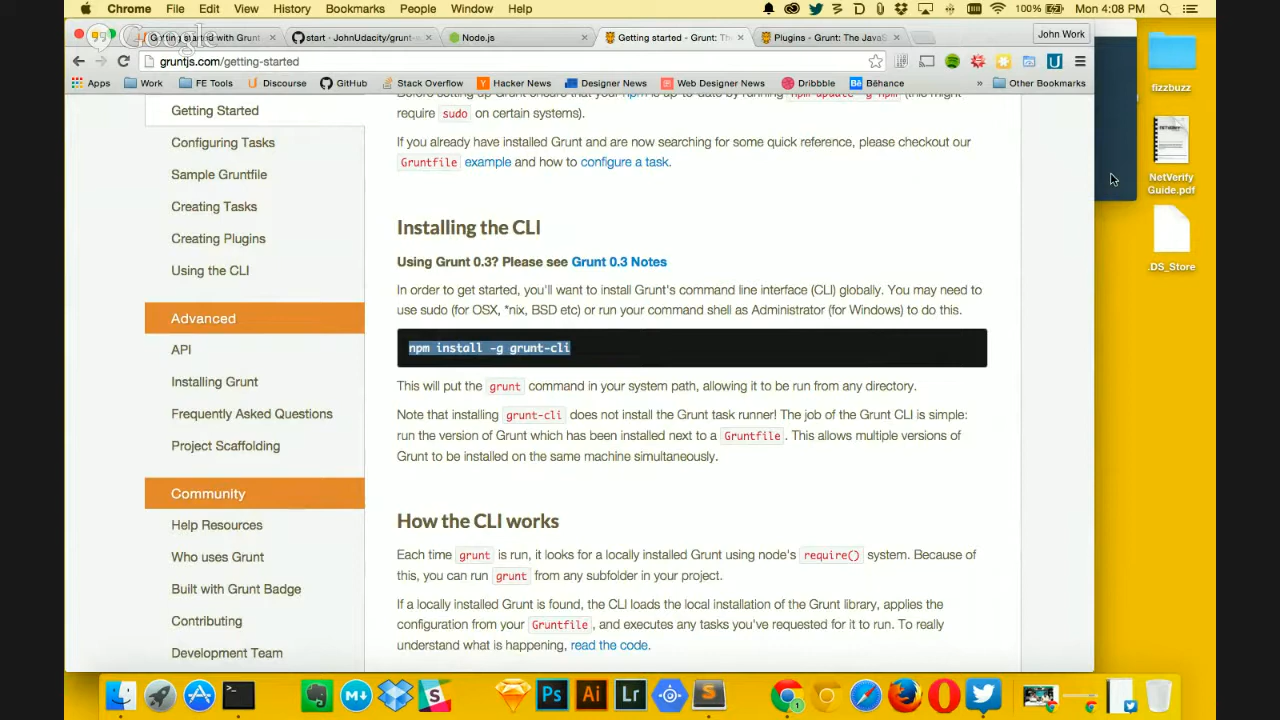 Chrome File Edit View History Bookmarks People Window Help 100% Mon 4:08 PM
Google
Getting started with Grunt start · JohnUdacity/grunt-s Node.js Getting started - Grunt: The Plugins - Grunt: The JavaS John Work
gruntjs.com/getting-started
Apps Work FE Tools Discourse GitHub Stack Overflow Hacker News Designer News Web Designer News Dribbble Bēhance » Other Bookmarks
require sudo on certain systems).
If you already have installed Grunt and are now searching for some quick reference, please checkout our
Gruntfile example and how to configure a task.
Installing the CLI
Using Grunt 0.3? Please see Grunt 0.3 Notes
In order to get started, you'll want to install Grunt's command line interface (CLI) globally. You may need to
use sudo (for OSX, *nix, BSD etc) or run your command shell as Administrator (for Windows) to do this.
npm install -g grunt-cli
This will put the grunt command in your system path, allowing it to be run from any directory.
Note that installing grunt-cli does not install the Grunt task runner! The job of the Grunt CLI is simple:
run the version of Grunt which has been installed next to a Gruntfile. This allows multiple versions of
Grunt to be installed on the same machine simultaneously.
How the CLI works
Each time grunt is run, it looks for a locally installed Grunt using node's require() system. Because of
this, you can run grunt from any subfolder in your project.
If a locally installed Grunt is found, the CLI loads the local installation of the Grunt library, applies the
configuration from your Gruntfile, and executes any tasks you've requested for it to run. To really
understand what is happening, read the code.
Getting Started
Configuring Tasks
Sample Gruntfile
Creating Tasks
Creating Plugins
Using the CLI
Advanced
API
Installing Grunt
Frequently Asked Questions
Project Scaffolding
Community
Help Resources
Who uses Grunt
Built with Grunt Badge
Contributing
Development Team
fizzbuzz
NetVerify
Guide.pdf
.DS_Store
Ps Ai Lr